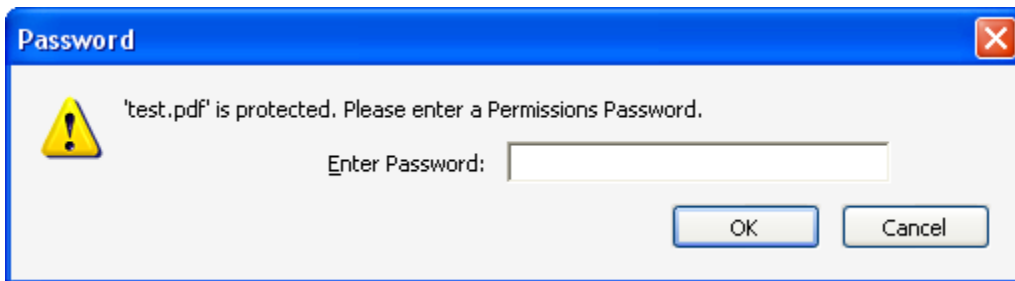 Password
'test.pdf' is protected. Please enter a Permissions Password.
Enter Password:
OK Cancel